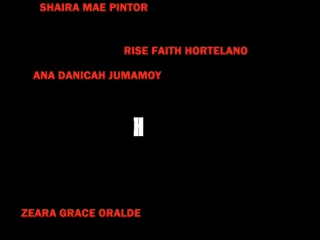 SHAIRA MAE PINTOR
RISE FAITH HORTELANO
ANA DANICAH JUMAMOY
ZEARA GRACE ORALDE